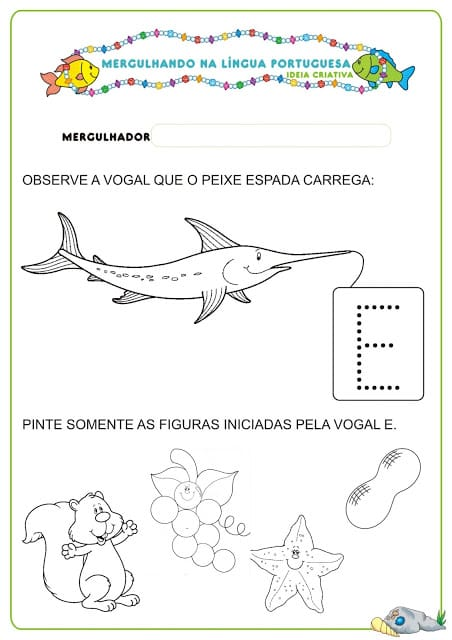 MERGULHANDO NA LÍNGUA PORTUGUESA
IDEIA CRIATIVA
MERGULHADOR
OBSERVE A VOGAL QUE O PEIXE ESPADA CARREGA:
E
PINTE SOMENTE AS FIGURAS INICIADAS PELA VOGAL E.